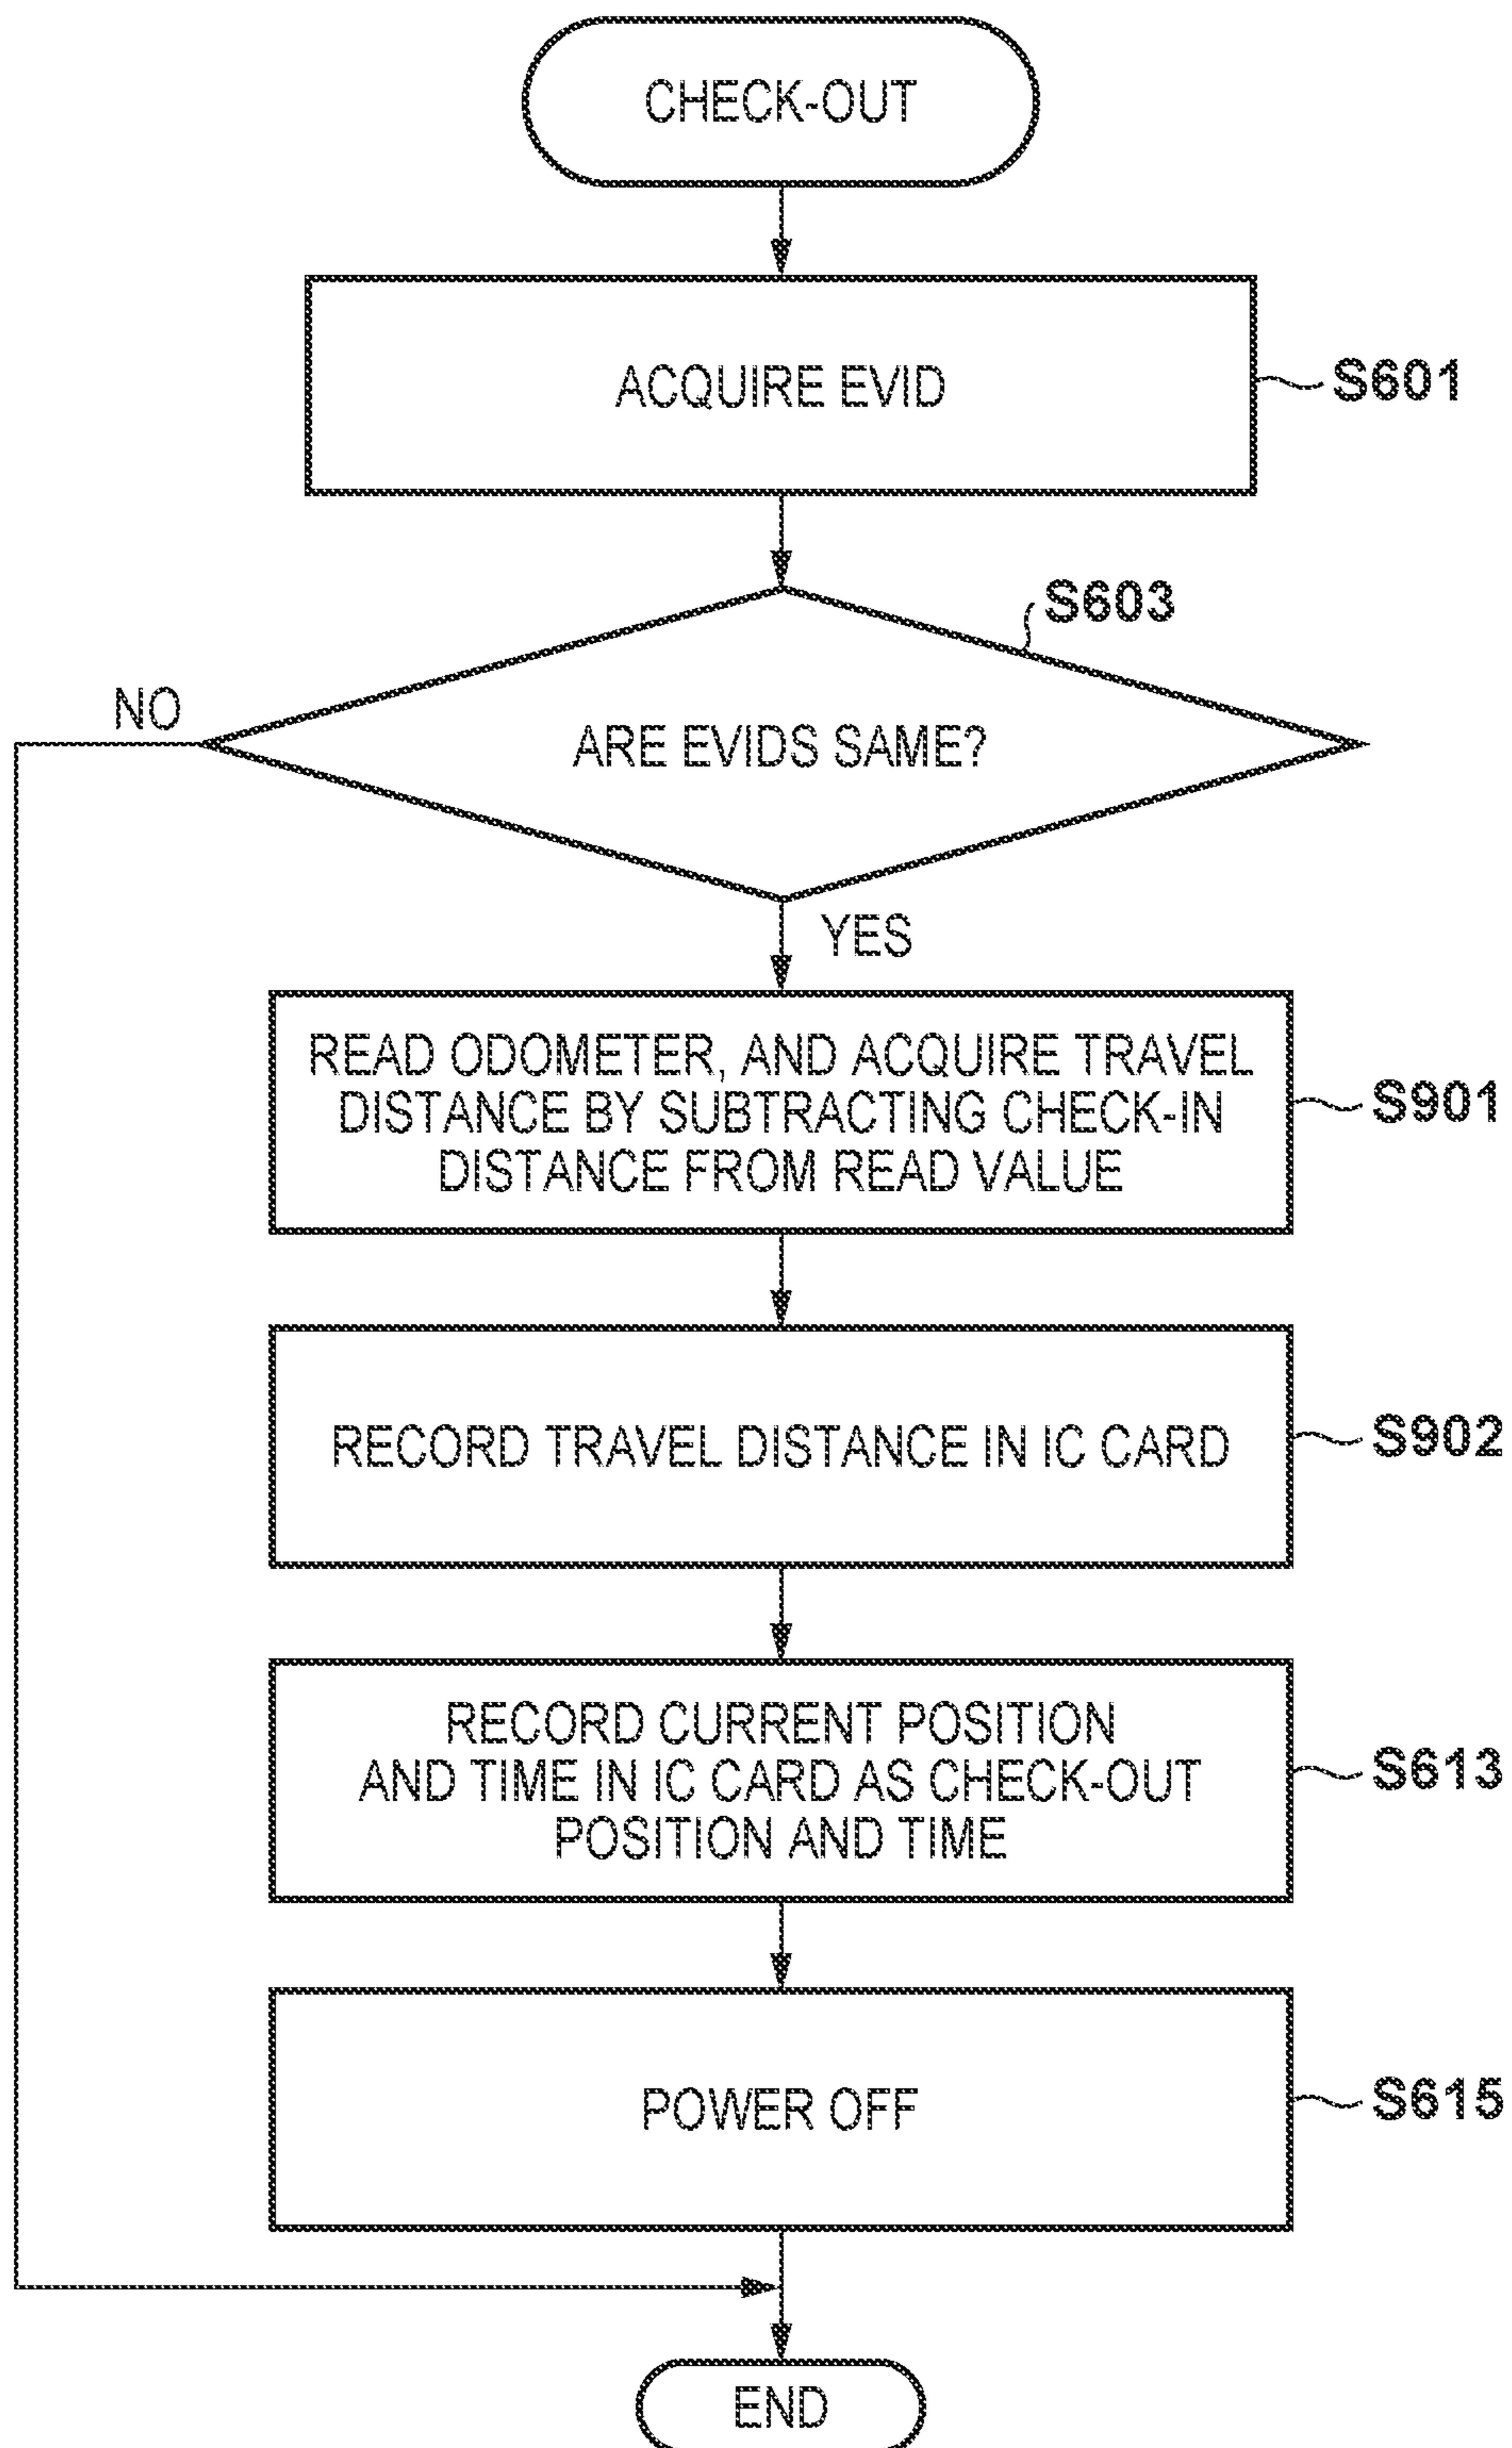 CHECK-OUT
ACQUIRE EVID
S601
S603
NO
ARE EVIDS SAME?
YES
READ ODOMETER, AND ACQUIRE TRAVEL
DISTANCE BY SUBTRACTING CHECK-IN
DISTANCE FROM READ VALUE
S901
RECORD TRAVEL DISTANCE IN IC CARD
S902
RECORD CURRENT POSITION
AND TIME IN IC CARD AS CHECK-OUT
POSITION AND TIME
S613
POWER OFF
S615
END